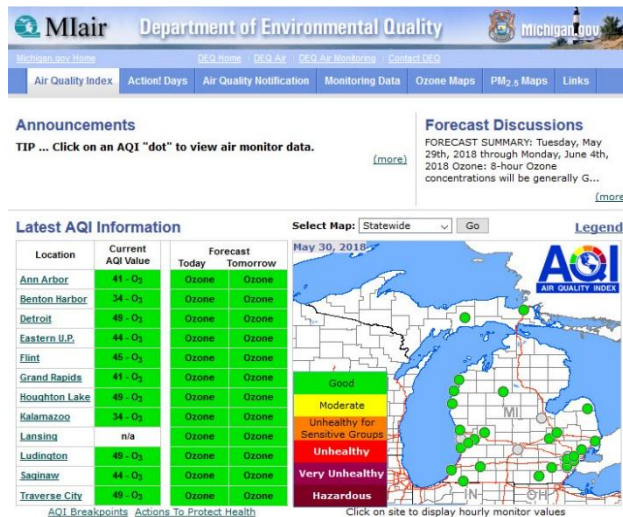 MIair
Department of Environmental Quality
Michigan.gov
Michigan.gov Home
DEQ Home | DEQ Air | DEQ Air Monitoring | Contact DEQ
Air Quality Index
Action! Days
Air Quality Notification
Monitoring Data
Ozone Maps
PM2.5 Maps
Links
Announcements
TIP ... Click on an AQI "dot" to view air monitor data.
(more)
Forecast Discussions
FORECAST SUMMARY: Tuesday, May
29th, 2018 through Monday, June 4th,
2018 Ozone: 8-hour Ozone
concentrations will be generally G...
(more
Latest AQI Information
Select Map: Statewide Go
Legend
Location Current AQI Value Forecast Today Tomorrow
Ann Arbor 41 - O3 Ozone Ozone
Benton Harbor 34 - O3 Ozone Ozone
Detroit 49 - O3 Ozone Ozone
Eastern U.P. 44 - O3 Ozone Ozone
Flint 45 - O3 Ozone Ozone
Grand Rapids 41 - O3 Ozone Ozone
Houghton Lake 49 - O3 Ozone Ozone
Kalamazoo 34 - O3 Ozone Ozone
Lansing n/a Ozone Ozone
Ludington 49 - O3 Ozone Ozone
Saginaw 44 - O3 Ozone Ozone
Traverse City 49 - O3 Ozone Ozone
AQI Breakpoints Actions To Protect Health
May 30, 2018
AQI
AIR QUALITY INDEX
Good
Moderate
Unhealthy for
Sensitive Groups
Unhealthy
Very Unhealthy
Hazardous
MI
IN
OH
Click on site to display hourly monitor values